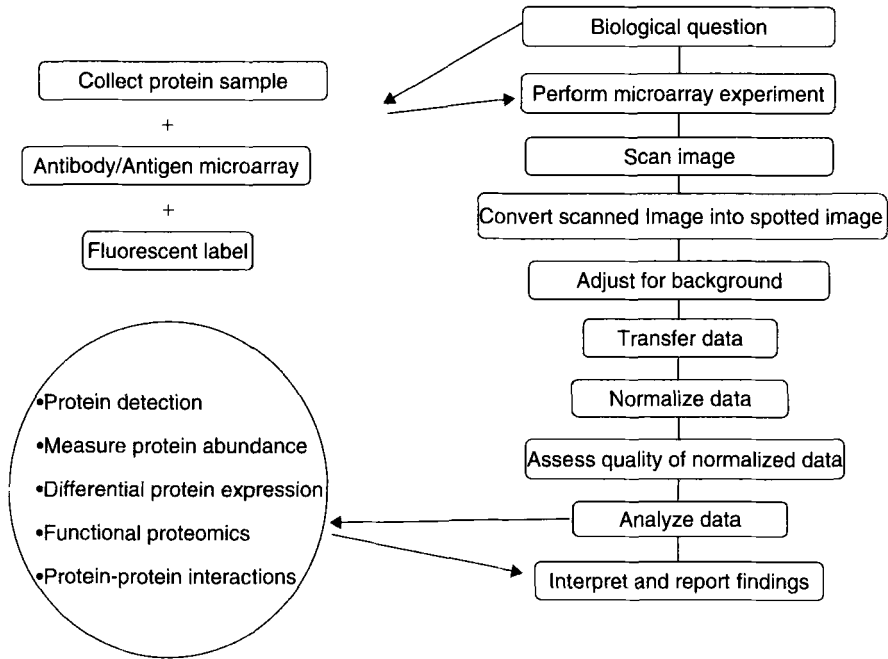 Biological question
Collect protein sample
+
Antibody/Antigen microarray
+
Fluorescent label
Perform microarray experiment
Scan image
Convert scanned Image into spotted image
Adjust for background
Transfer data
Normalize data
Assess quality of normalized data
Analyze data
•Protein detection
•Measure protein abundance
•Differential protein expression
•Functional proteomics
•Protein-protein interactions
Interpret and report findings